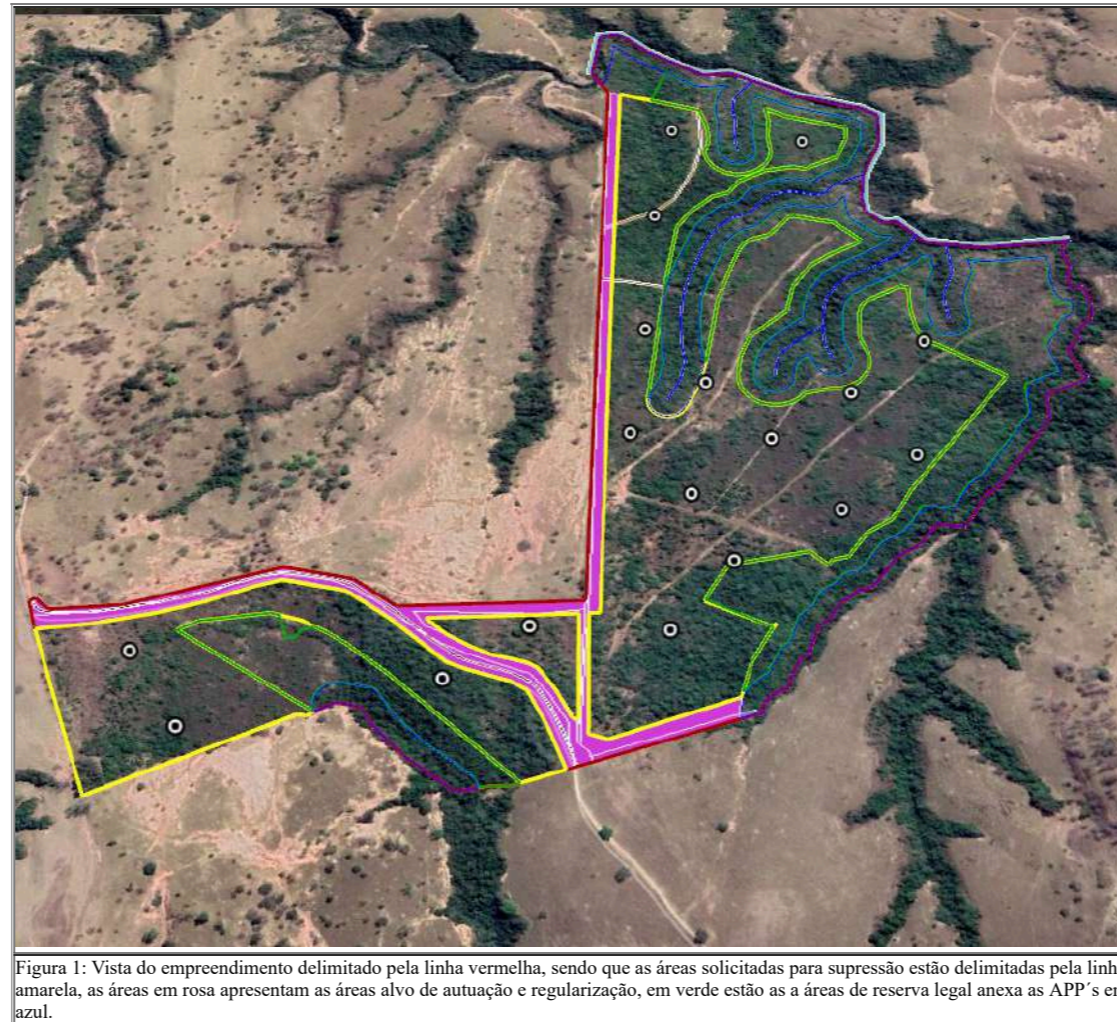 Figura 1: Vista do empreendimento delimitado pela linha vermelha, sendo que as áreas solicitadas para supressão estão delimitadas pela linh
amarela, as áreas em rosa apresentam as áreas alvo de autuação e regularização, em verde estão as a áreas de reserva legal anexa as APP´s e
azul.